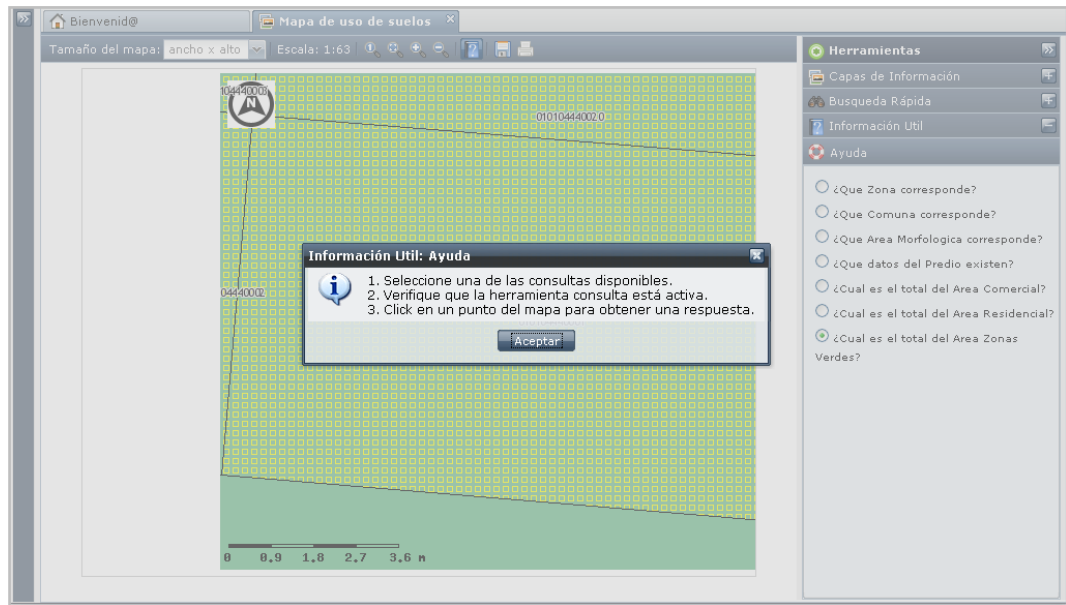 Bienvenid@
Mapa de uso de suelos
Tamaño del mapa: ancho x alto Escala: 1:63
Herramientas
Capas de Información
Busqueda Rápida
Información Util
Ayuda
¿Que Zona corresponde?
¿Que Comuna corresponde?
¿Que Area Morfologica corresponde?
¿Que datos del Predio existen?
¿Cual es el total del Area Comercial?
¿Cual es el total del Area Residencial?
¿Cual es el total del Area Zonas
Verdes?
N
010104440020
04440002
Información Util: Ayuda
1. Seleccione una de las consultas disponibles.
2. Verifique que la herramienta consulta está activa.
3. Click en un punto del mapa para obtener una respuesta.
Aceptar
0 0.9 1.8 2.7 3.6 m